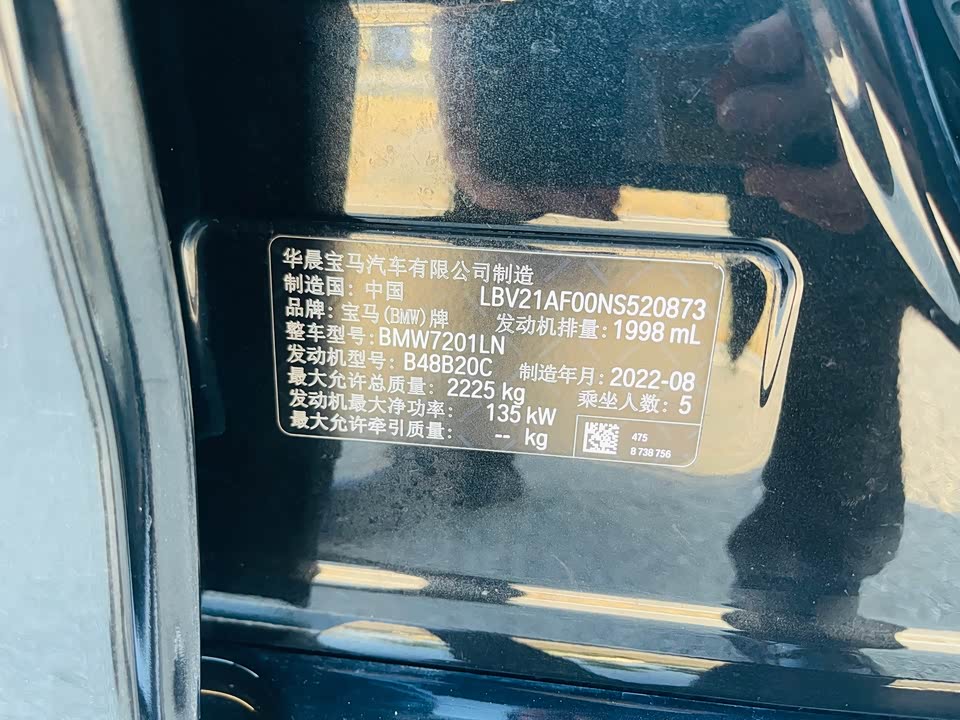 华晨宝马汽车有限公司制造
制造国: 中国 LBV21AF00NS520873
品牌: 宝马(BMW)牌 发动机排量: 1998 mL
整车型号: BMW7201LN
发动机型号: B48B20C 制造年月: 2022-08
最大允许总质量: 2225 kg 乘坐人数: 5
发动机最大净功率: 135 kW
最大允许牵引质量: -- kg
475
8 738 756